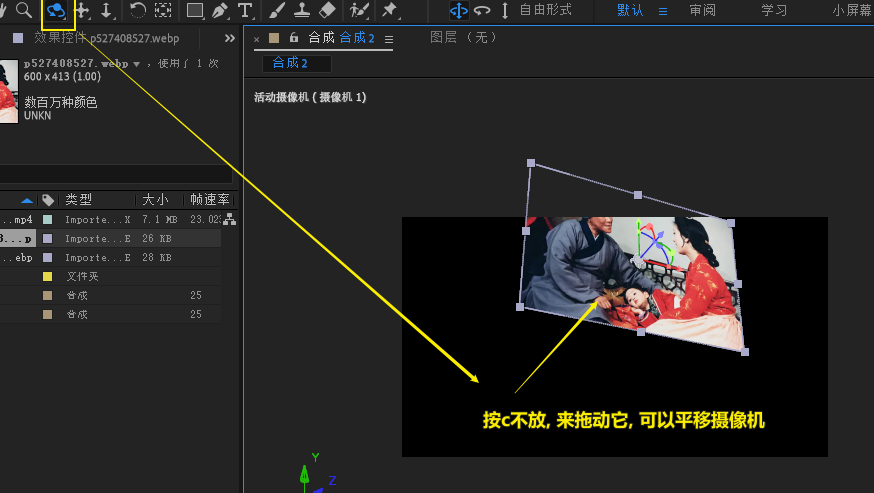 自由形式 默认 审阅 学习 小屏幕
效果控件 p527408527.webp
× 合成 合成 2 图层 （无）
p527408527.webp ，使用了 1 次
合成 2
600 x 413 (1.00)
活动摄像机 ( 摄像机 1)
数百万种颜色
UNKN
类型 大小 帧速率
...mp4 Importe...X 7.1 MB 23.02
3...p Importe...E 26 KB
...ebp Importe...E 28 KB
文件夹
合成 25
合成 25
按c不放, 来拖动它, 可以平移摄像机
Y
Z